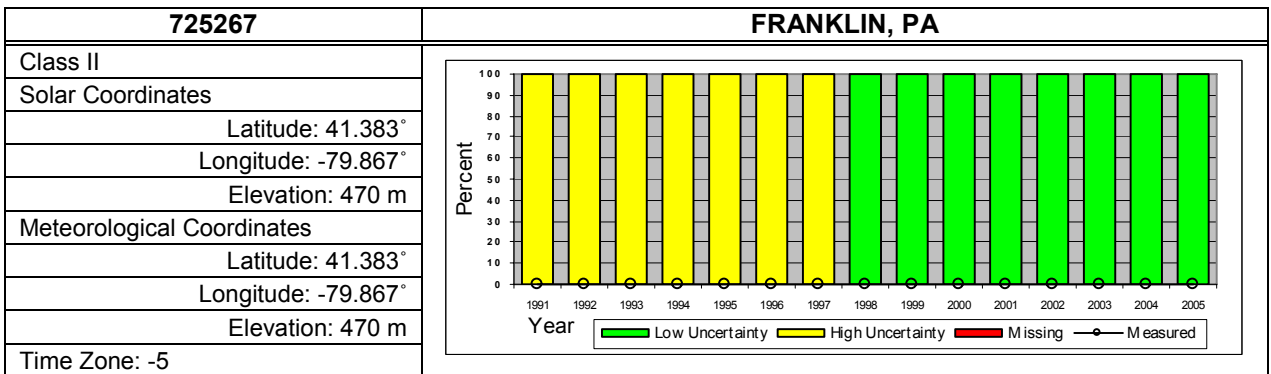 725267
FRANKLIN, PA
Class II
Solar Coordinates
Latitude: 41.383˚
Longitude: -79.867˚
Elevation: 470 m
Meteorological Coordinates
Latitude: 41.383˚
Longitude: -79.867˚
Elevation: 470 m
Time Zone: -5
Percent
100
90
80
70
60
50
40
30
20
10
0
1991 1992 1993 1994 1995 1996 1997 1998 1999 2000 2001 2002 2003 2004 2005
Year
Low Uncertainty High Uncertainty Missing Measured